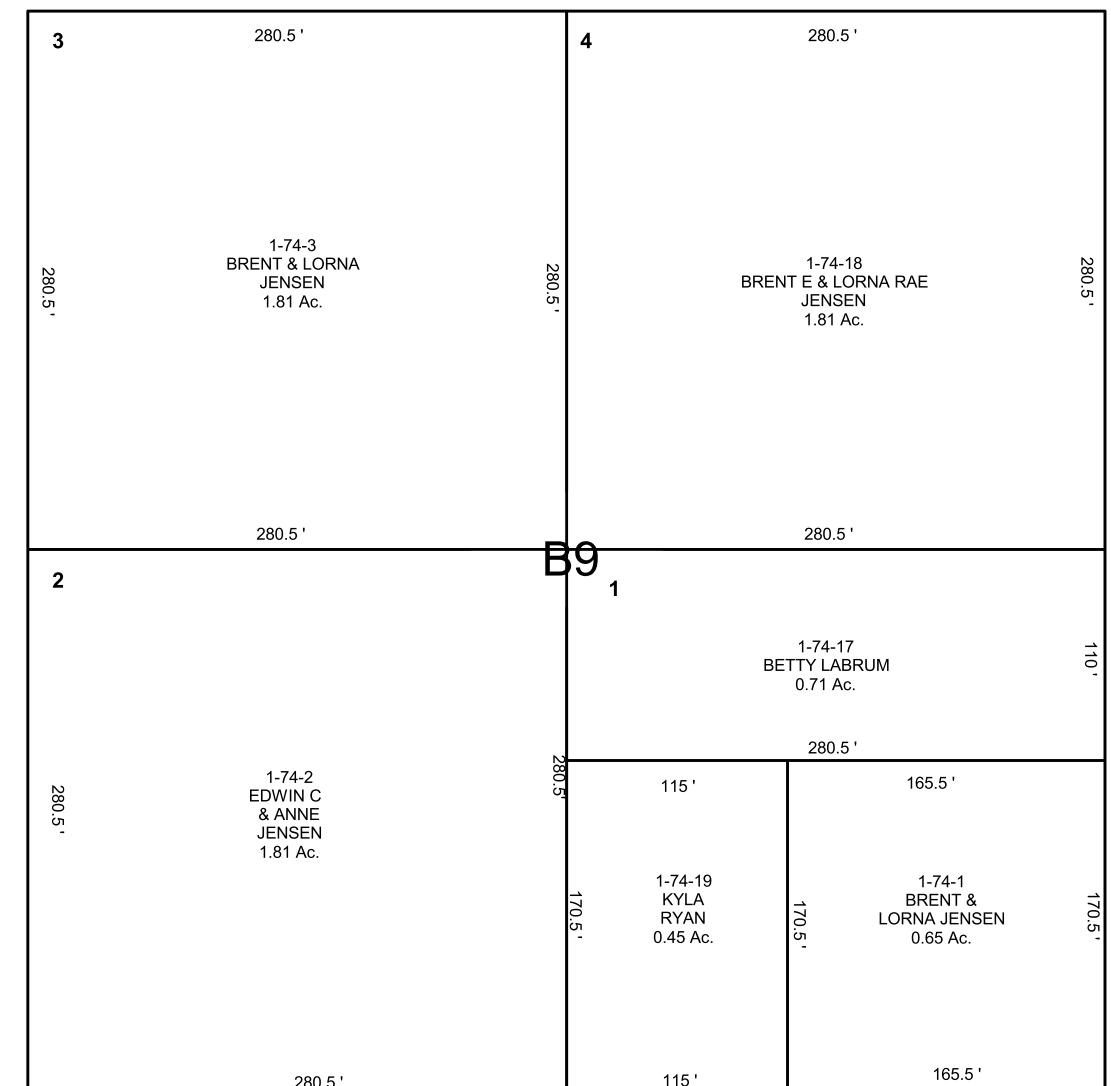 3
280.5 '
4
280.5 '
1-74-3
BRENT & LORNA
JENSEN
1.81 Ac.
280.5 '
280.5 '
1-74-18
BRENT E & LORNA RAE
JENSEN
1.81 Ac.
280.5 '
280.5 '
280.5 '
B9
2
1
1-74-17
BETTY LABRUM
0.71 Ac.
110 '
280.5 '
1-74-2
EDWIN C
& ANNE
JENSEN
1.81 Ac.
280.5 '
280.5'
115 '
165.5 '
1-74-19
KYLA
RYAN
0.45 Ac.
170.5 '
170.5 '
1-74-1
BRENT &
LORNA JENSEN
0.65 Ac.
170.5 '
280.5 '
115 '
165.5 '